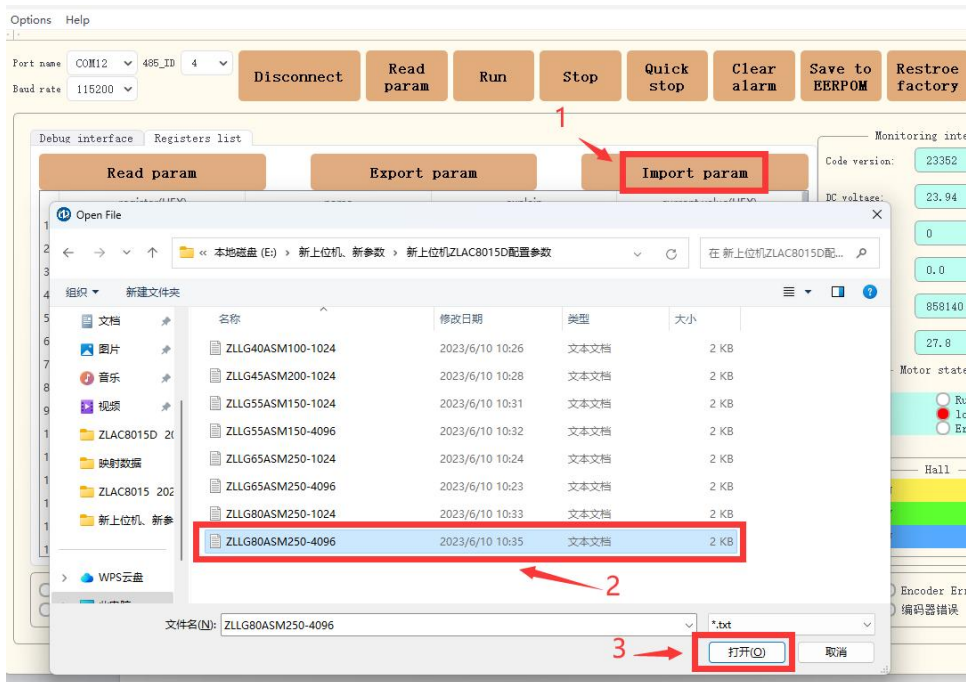 Options Help
Port name COM12 485_ID 4
Baud rate 115200
Disconnect
Read param
Run
Stop
Quick stop
Clear alarm
Save to EERPOM
Restroe factory
1
Debug interface Registers list
Monitoring inte
Read param Export param Import param
Code version: 23352
DC voltage: 23.94
0
0.0
858140
27.8
Motor state
Ru
lo
Er
Hall
Open File
« 本地磁盘 (E:) › 新上位机、新参数 › 新上位机ZLAC8015D配置参数
在 新上位机ZLAC8015D配...
组织 新建文件夹
文档
图片
音乐
视频
ZLAC8015D 20
映射数据
ZLAC8015 202
新上位机、新参
WPS云盘
名称 修改日期 类型 大小
ZLLG40ASM100-1024 2023/6/10 10:26 文本文档 2 KB
ZLLG45ASM200-1024 2023/6/10 10:28 文本文档 2 KB
ZLLG55ASM150-1024 2023/6/10 10:31 文本文档 2 KB
ZLLG55ASM150-4096 2023/6/10 10:32 文本文档 2 KB
ZLLG65ASM250-1024 2023/6/10 10:24 文本文档 2 KB
ZLLG65ASM250-4096 2023/6/10 10:23 文本文档 2 KB
ZLLG80ASM250-1024 2023/6/10 10:33 文本文档 2 KB
ZLLG80ASM250-4096 2023/6/10 10:35 文本文档 2 KB
2
文件名(N): ZLLG80ASM250-4096 *.txt
3
打开(O) 取消
Encoder Err
编码器错误